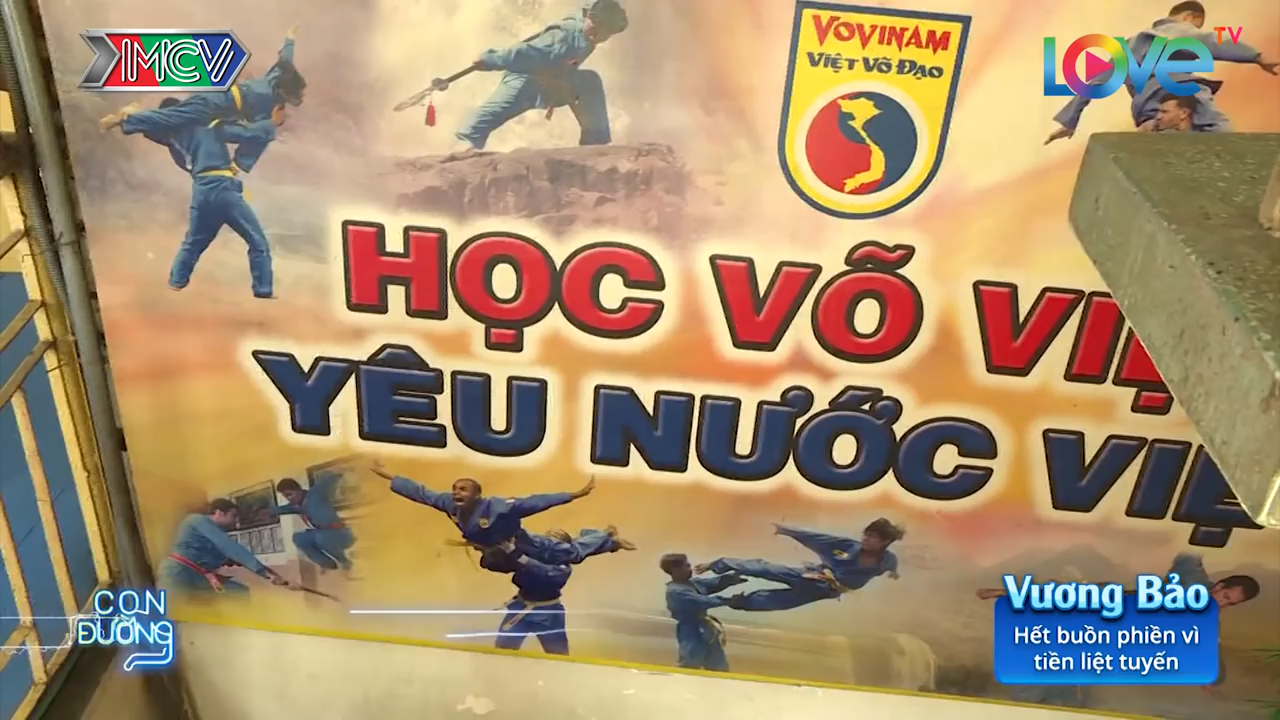 MCV
LOVE TV
VOVINAM
VIỆT VÕ ĐẠO
HỌC VÕ VIỆ
YÊU NƯỚC VIỆ
CON
ĐƯỜNG
Vương Bảo
Hết buồn phiền vì
tiền liệt tuyến